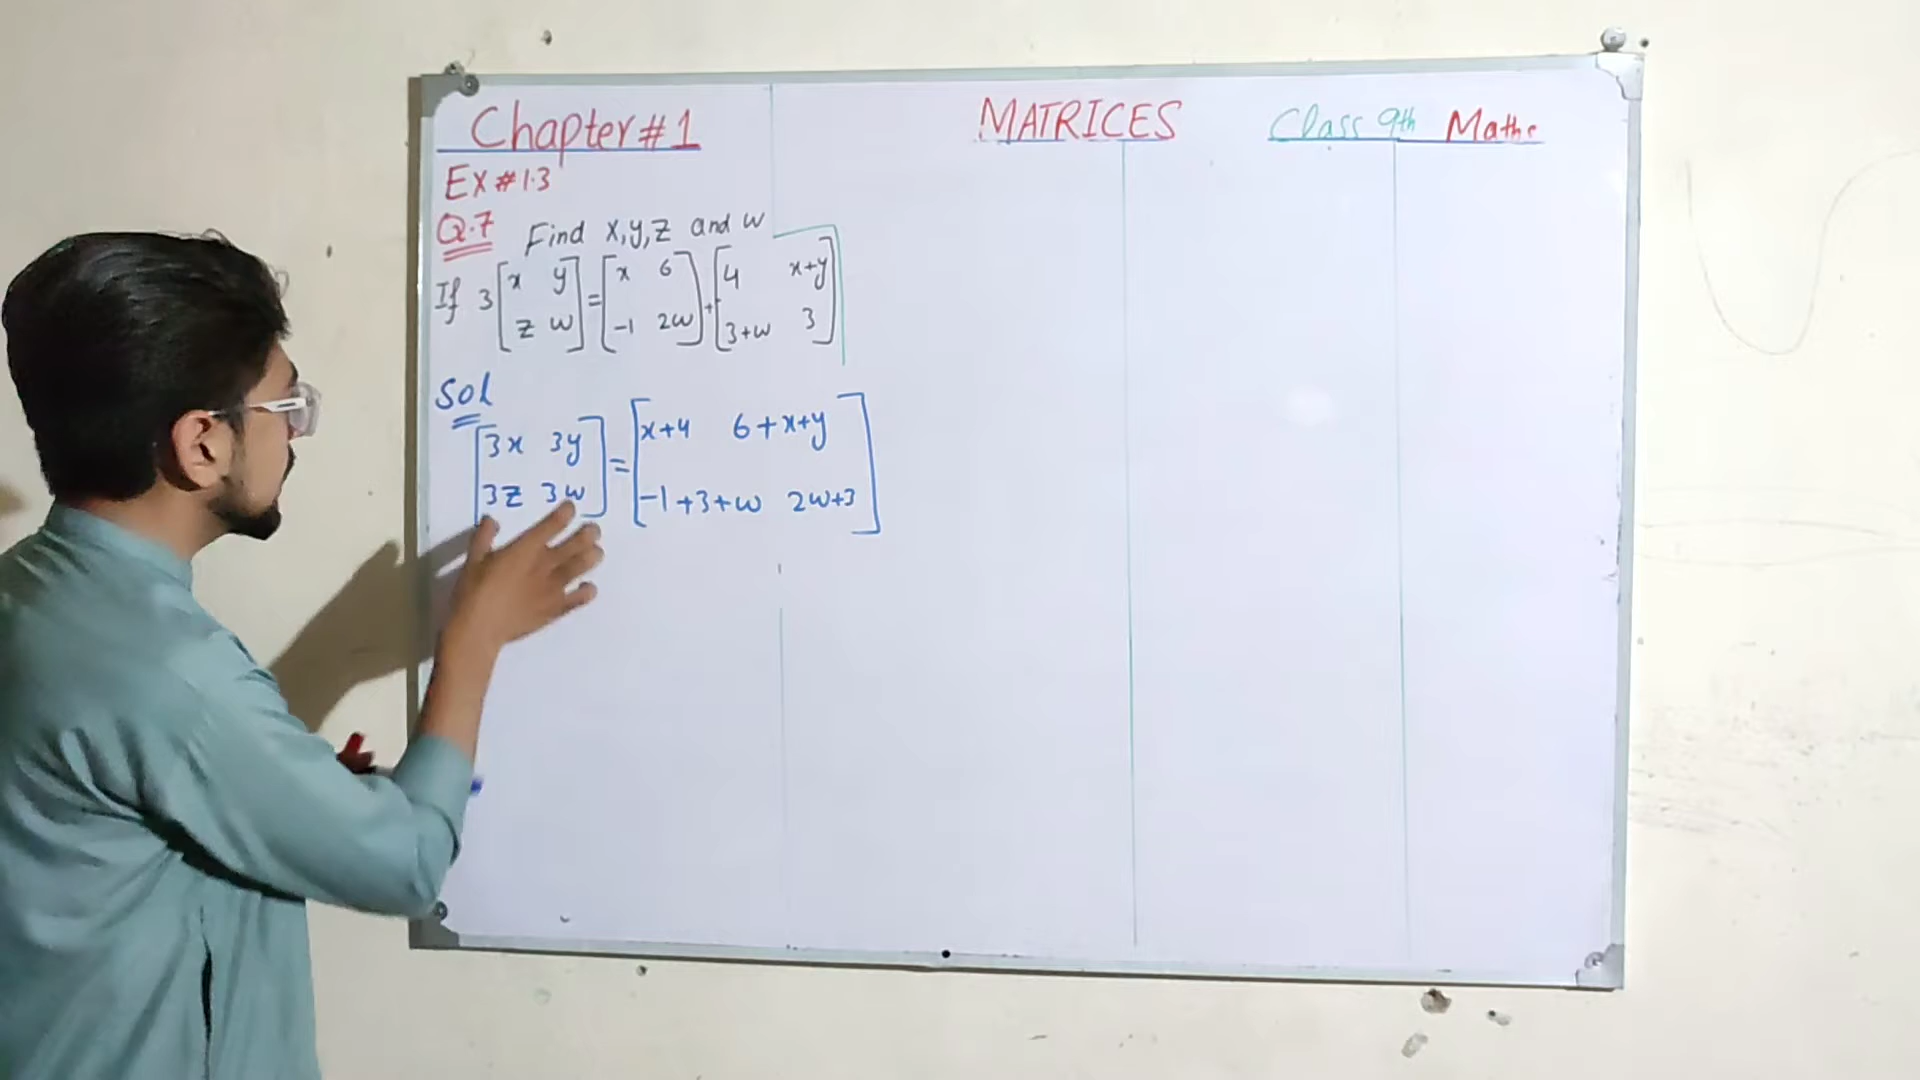 Chapter # 1 MATRICES Class 9th Maths
EX # 1.3
Q.7 Find x,y,z and w
If 3 [x y = [x 6 + [4 x+y
z w] -1 2w] 3+w 3]
Sol
[3x 3y = [x+4 6+x+y
3z 3w] -1+3+w 2w+3]